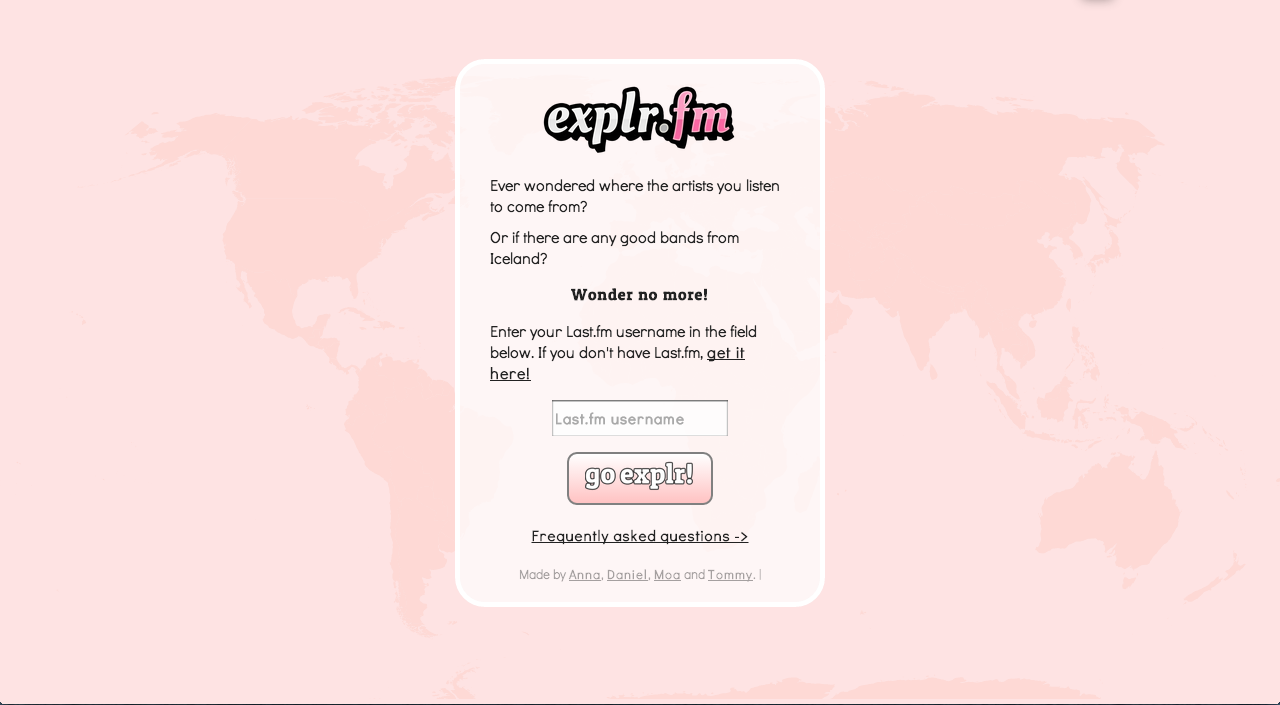 explr.fm
Ever wondered where the artists you listen
to come from?
Or if there are any good bands from
Iceland?
Wonder no more!
Enter your Last.fm username in the field
below. If you don't have Last.fm, get it
here!
Last.fm username
go explr!
Frequently asked questions ->
Made by Anna, Daniel, Moa and Tommy. |